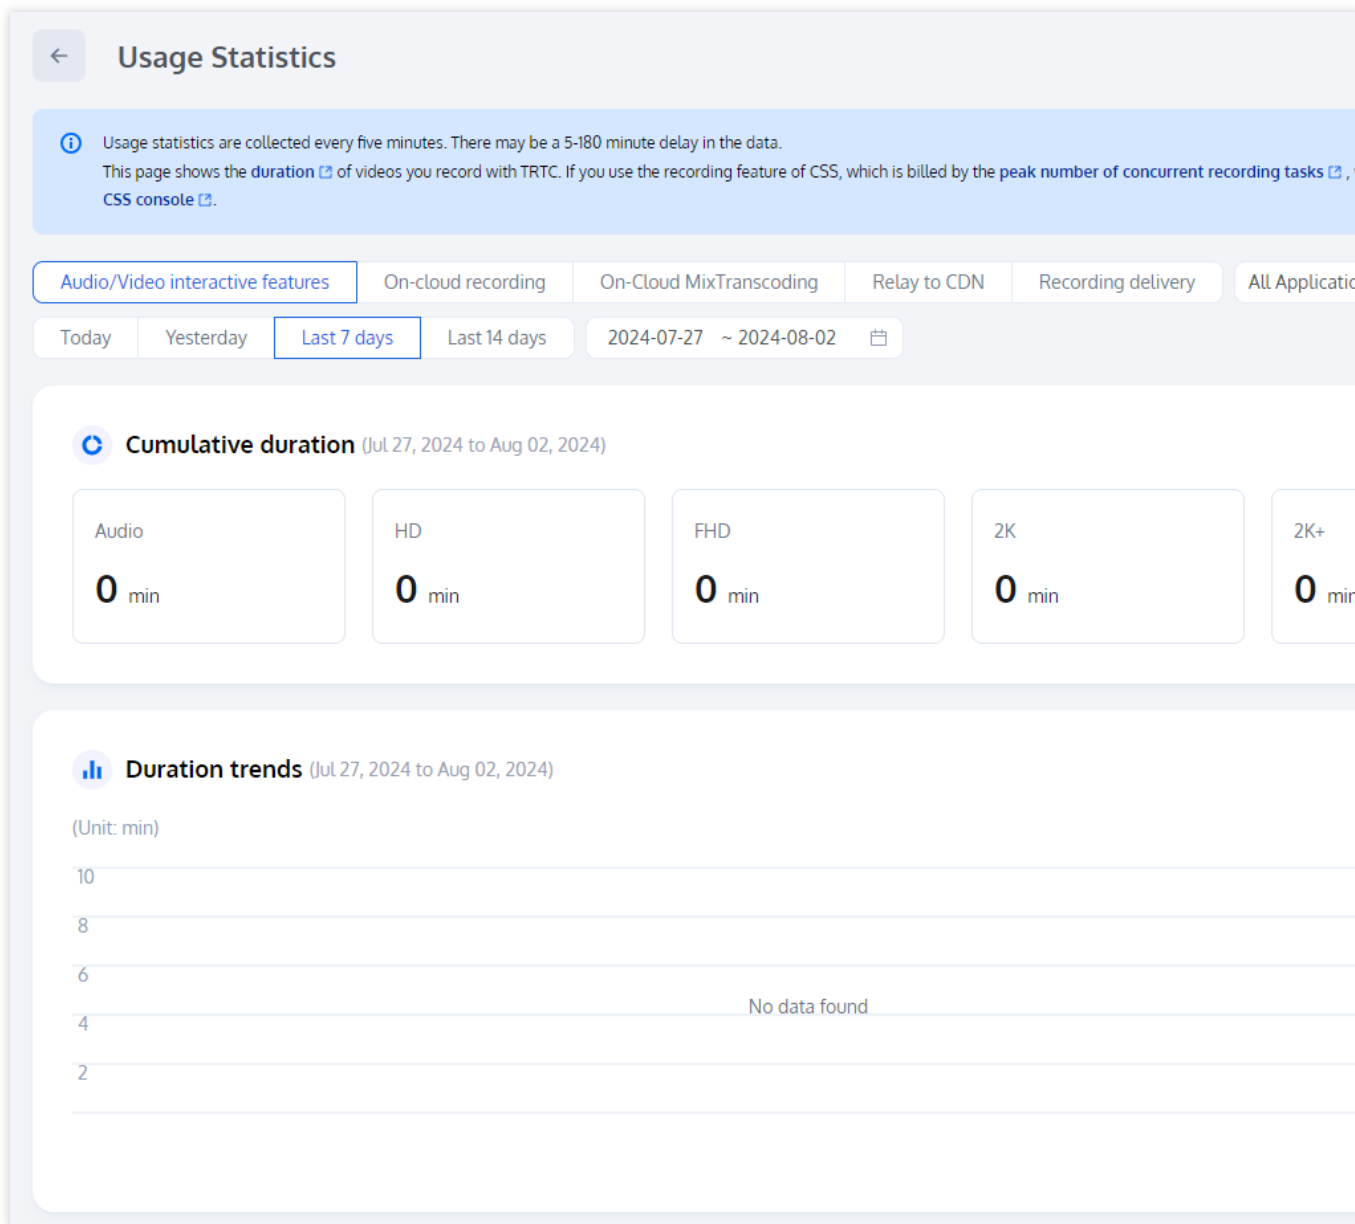 Usage Statistics
Usage statistics are collected every five minutes. There may be a 5-180 minute delay in the data.
This page shows the duration of videos you record with TRTC. If you use the recording feature of CSS, which is billed by the peak number of concurrent recording tasks ,
CSS console .
Audio/Video interactive features On-cloud recording On-Cloud MixTranscoding Relay to CDN Recording delivery All
Today Yesterday Last 7 days Last 14 days 2024-07-27 ~ 2024-08-02
Cumulative duration (Jul 27, 2024 to Aug 02, 2024)
Audio HD FHD 2K 2K+
0 min 0 min 0 min 0 min 0
Duration trends (Jul 27, 2024 to Aug 02, 2024)
(Unit: min)
10
8
6
No data found
4
2